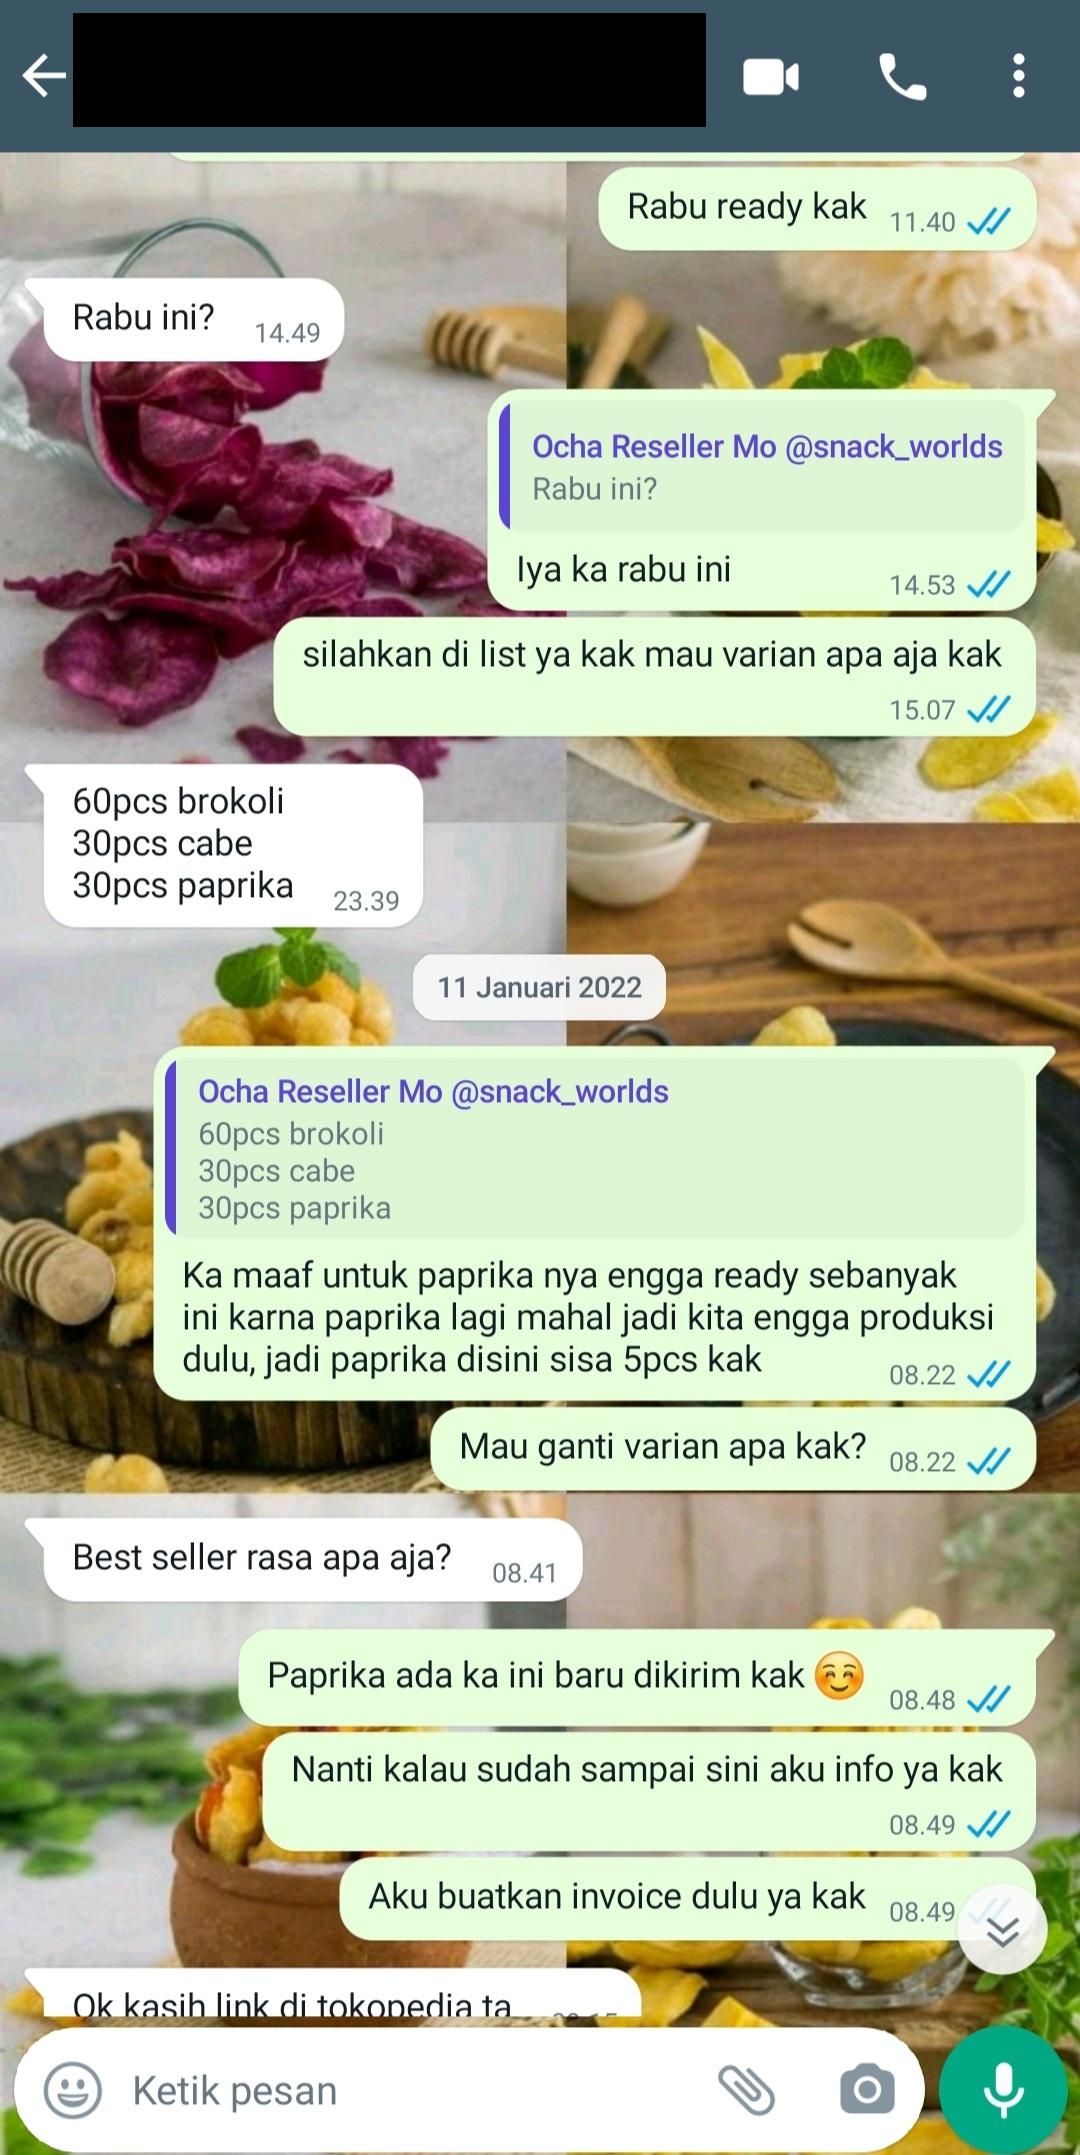 Rabu ready kak
11.40
Rabu ini?
14.49
Ocha Reseller Mo @snack_worlds
Rabu ini?
Iya ka rabu ini
14.53
silahkan di list ya kak mau varian apa aja kak
15.07
60pcs brokoli
30pcs cabe
30pcs paprika
23.39
11 Januari 2022
Ocha Reseller Mo @snack_worlds
60pcs brokoli
30pcs cabe
30pcs paprika
Ka maaf untuk paprika nya engga ready sebanyak
ini karna paprika lagi mahal jadi kita engga produksi
dulu, jadi paprika disini sisa 5pcs kak
08.22
Mau ganti varian apa kak?
08.22
Best seller rasa apa aja?
08.41
Paprika ada ka ini baru dikirim kak
08.48
Nanti kalau sudah sampai sini aku info ya kak
08.49
Aku buatkan invoice dulu ya kak
08.49
Ok kasih link di tokopedia ta
Ketik pesan